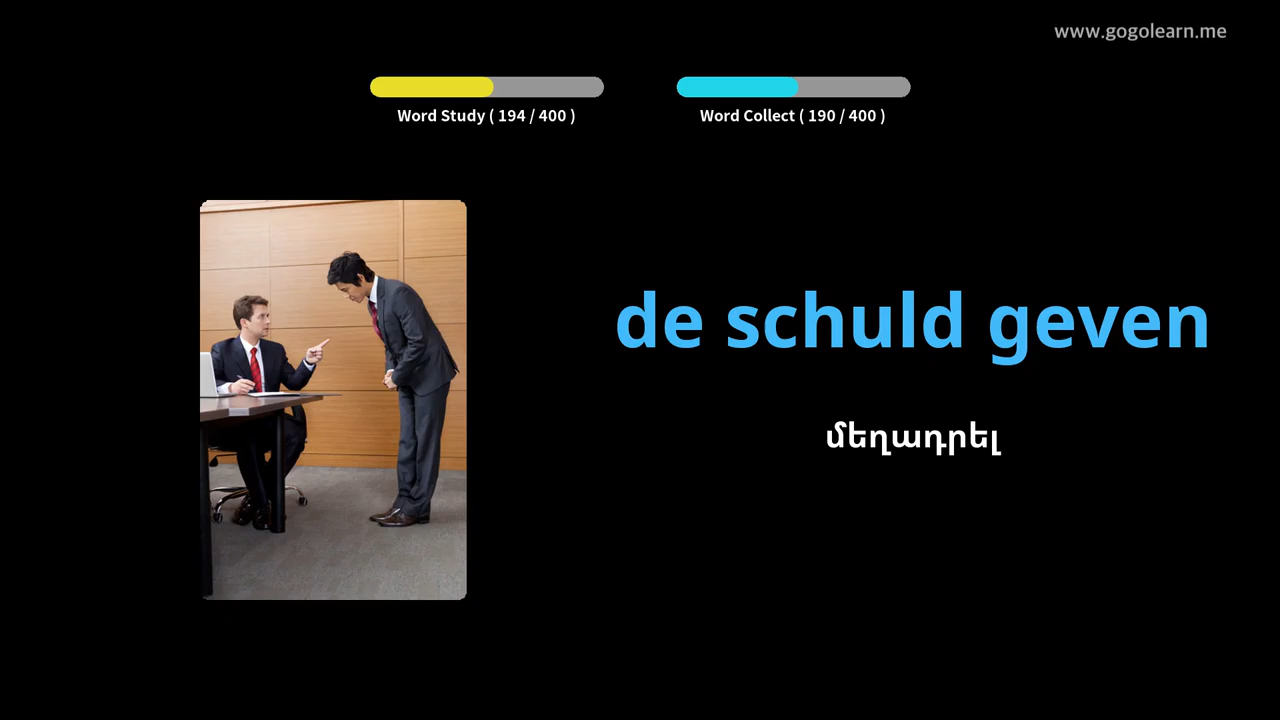 www.gogolearn.me
Word Study ( 194 / 400 )
Word Collect ( 190 / 400 )
de schuld geven
մեղադրել